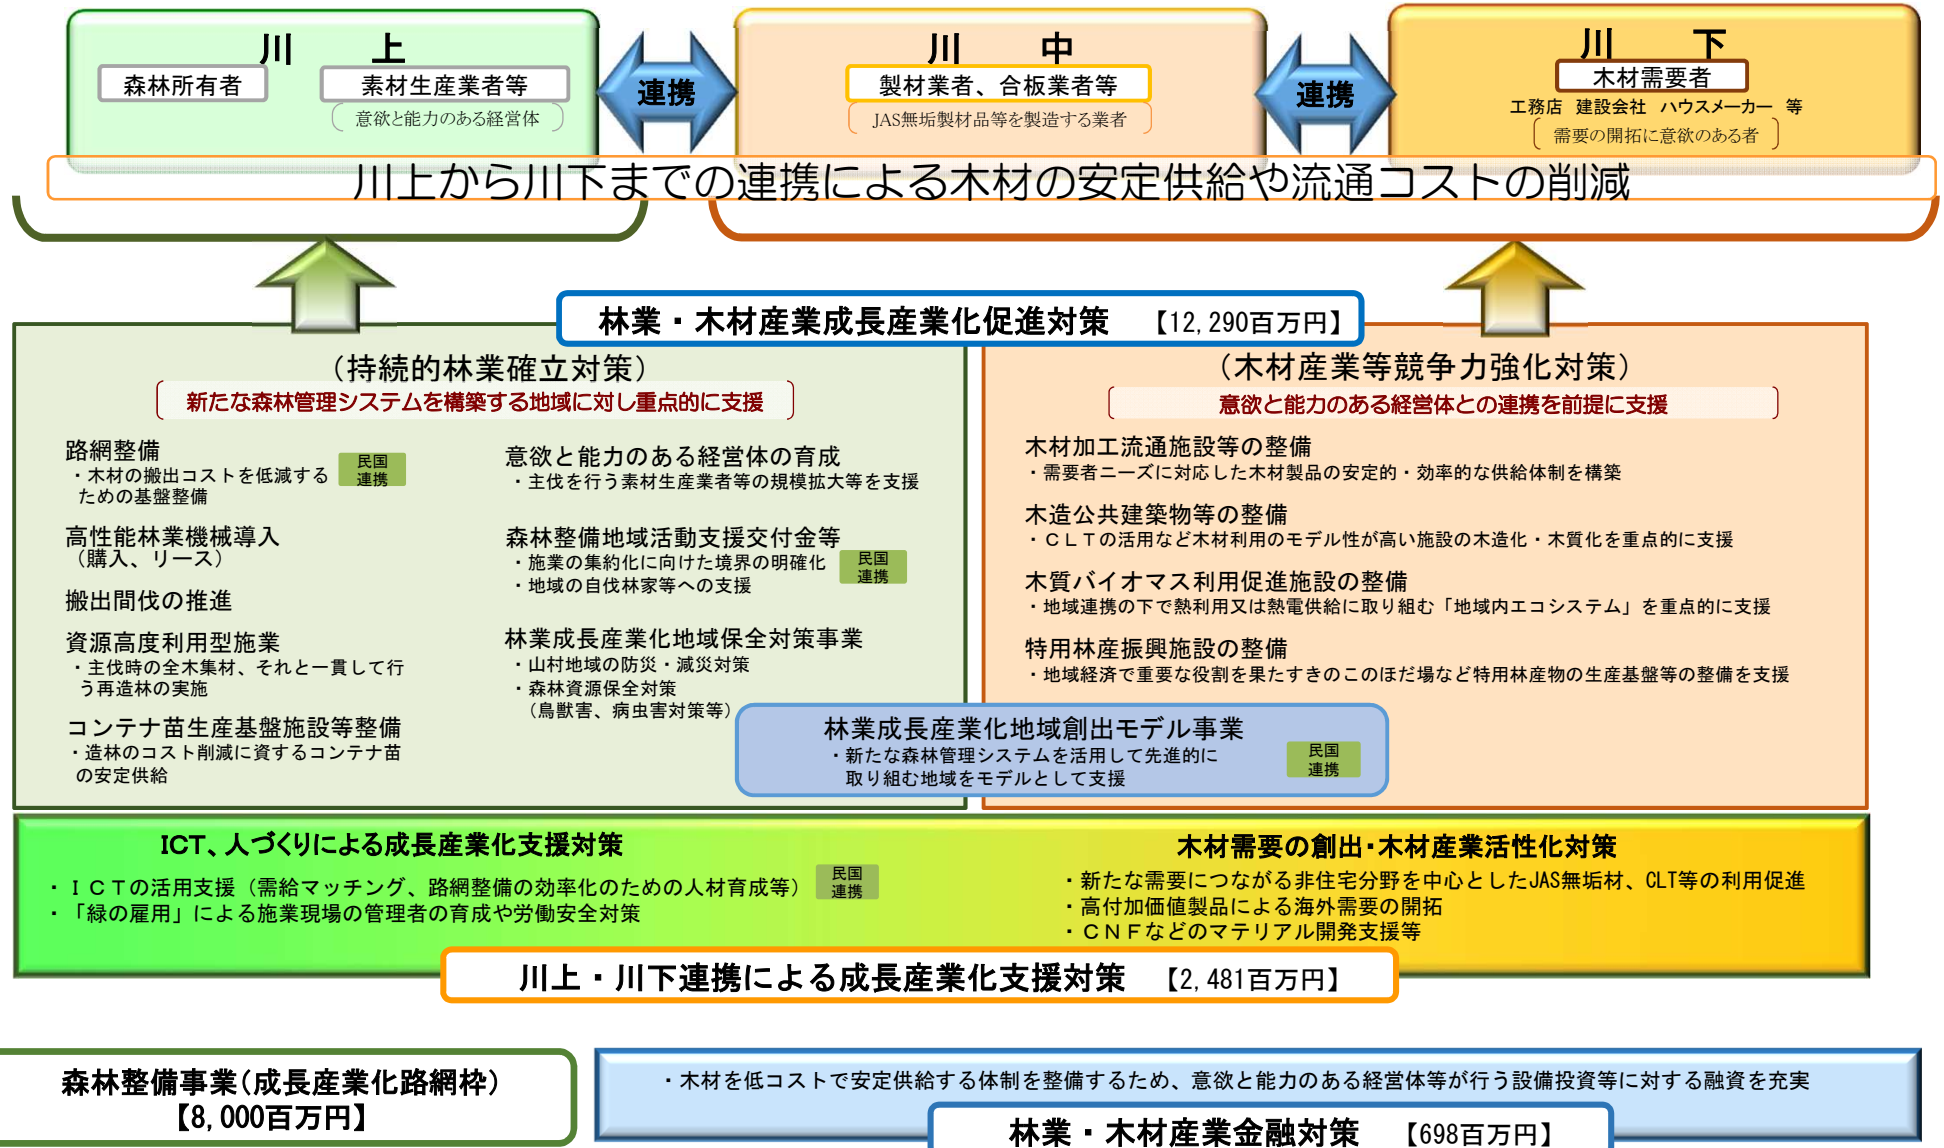 川　上
森林所有者
素材生産業者等
意欲と能力のある経営体
連携
川　中
製材業者、合板業者等
JAS無垢製材品等を製造する業者
連携
川　下
木材需要者
工務店　建設会社　ハウスメーカー　等
需要の開拓に意欲のある者
川上から川下までの連携による木材の安定供給や流通コストの削減
林業・木材産業成長産業化促進対策　【12,290百万円】
（持続的林業確立対策）
新たな森林管理システムを構築する地域に対し重点的に支援
路網整備
・木材の搬出コストを低減する
ための基盤整備
民国
連携
高性能林業機械導入
（購入、リース）
搬出間伐の推進
資源高度利用型施業
・主伐時の全木集材、それと一貫して行
う再造林の実施
コンテナ苗生産基盤施設等整備
・造林のコスト削減に資するコンテナ苗
の安定供給
意欲と能力のある経営体の育成
・主伐を行う素材生産業者等の規模拡大等を支援
森林整備地域活動支援交付金等
・施業の集約化に向けた境界の明確化
・地域の自伐林家等への支援
民国
連携
林業成長産業化地域保全対策事業
・山村地域の防災・減災対策
・森林資源保全対策
（鳥獣害、病虫害対策等）
（木材産業等競争力強化対策）
意欲と能力のある経営体との連携を前提に支援
木材加工流通施設等の整備
・需要者ニーズに対応した木材製品の安定的・効率的な供給体制を構築
木造公共建築物等の整備
・ＣＬＴの活用など木材利用のモデル性が高い施設の木造化・木質化を重点的に支援
木質バイオマス利用促進施設の整備
・地域連携の下で熱利用又は熱電供給に取り組む「地域内エコシステム」を重点的に支援
特用林産振興施設の整備
・地域経済で重要な役割を果たすきのこのほだ場など特用林産物の生産基盤等の整備を支援
林業成長産業化地域創出モデル事業
・新たな森林管理システムを活用して先進的に
取り組む地域をモデルとして支援
民国
連携
ICT、人づくりによる成長産業化支援対策
・ＩＣＴの活用支援（需給マッチング、路網整備の効率化のための人材育成等）
民国
連携
・「緑の雇用」による施業現場の管理者の育成や労働安全対策
木材需要の創出・木材産業活性化対策
・新たな需要につながる非住宅分野を中心としたJAS無垢材、CLT等の利用促進
・高付加価値製品による海外需要の開拓
・ＣＮＦなどのマテリアル開発支援等
川上・川下連携による成長産業化支援対策　【2,481百万円】
森林整備事業（成長産業化路網枠）
【8,000百万円】
・木材を低コストで安定供給する体制を整備するため、意欲と能力のある経営体等が行う設備投資等に対する融資を充実
林業・木材産業金融対策　【698百万円】